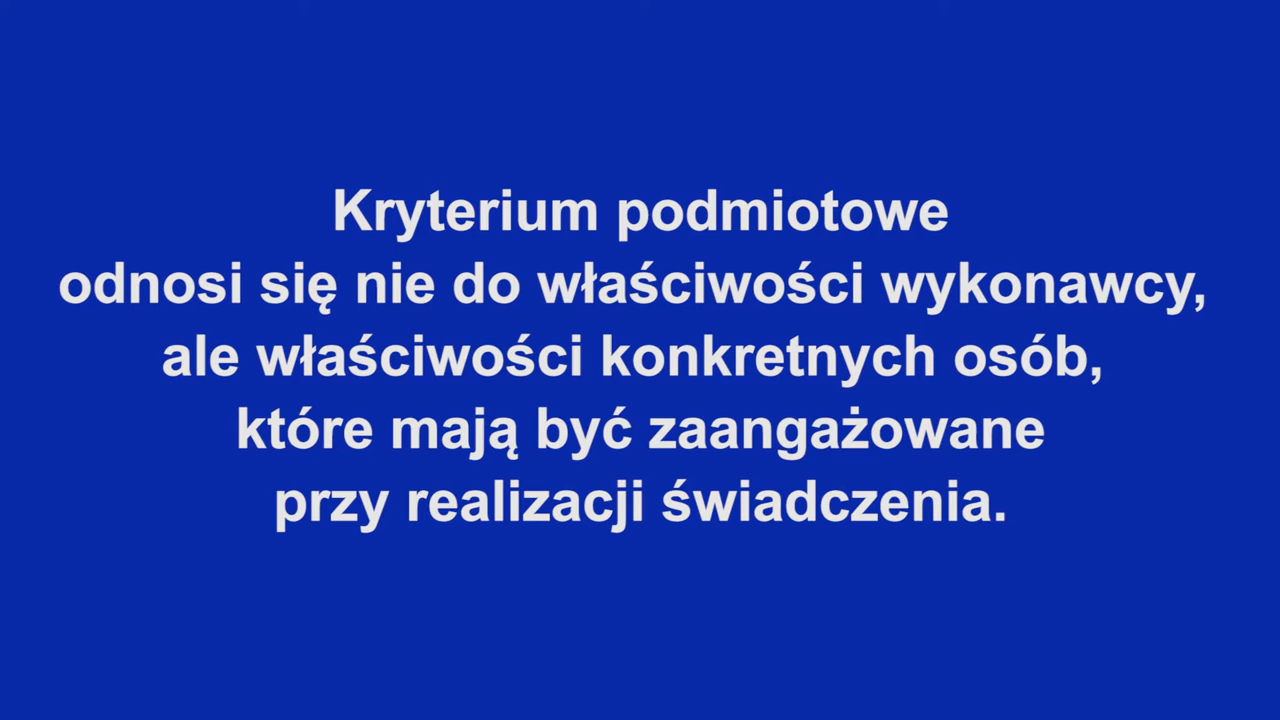 Kryterium podmiotowe
odnosi się nie do właściwości wykonawcy,
ale właściwości konkretnych osób,
które mają być zaangażowane
przy realizacji świadczenia.